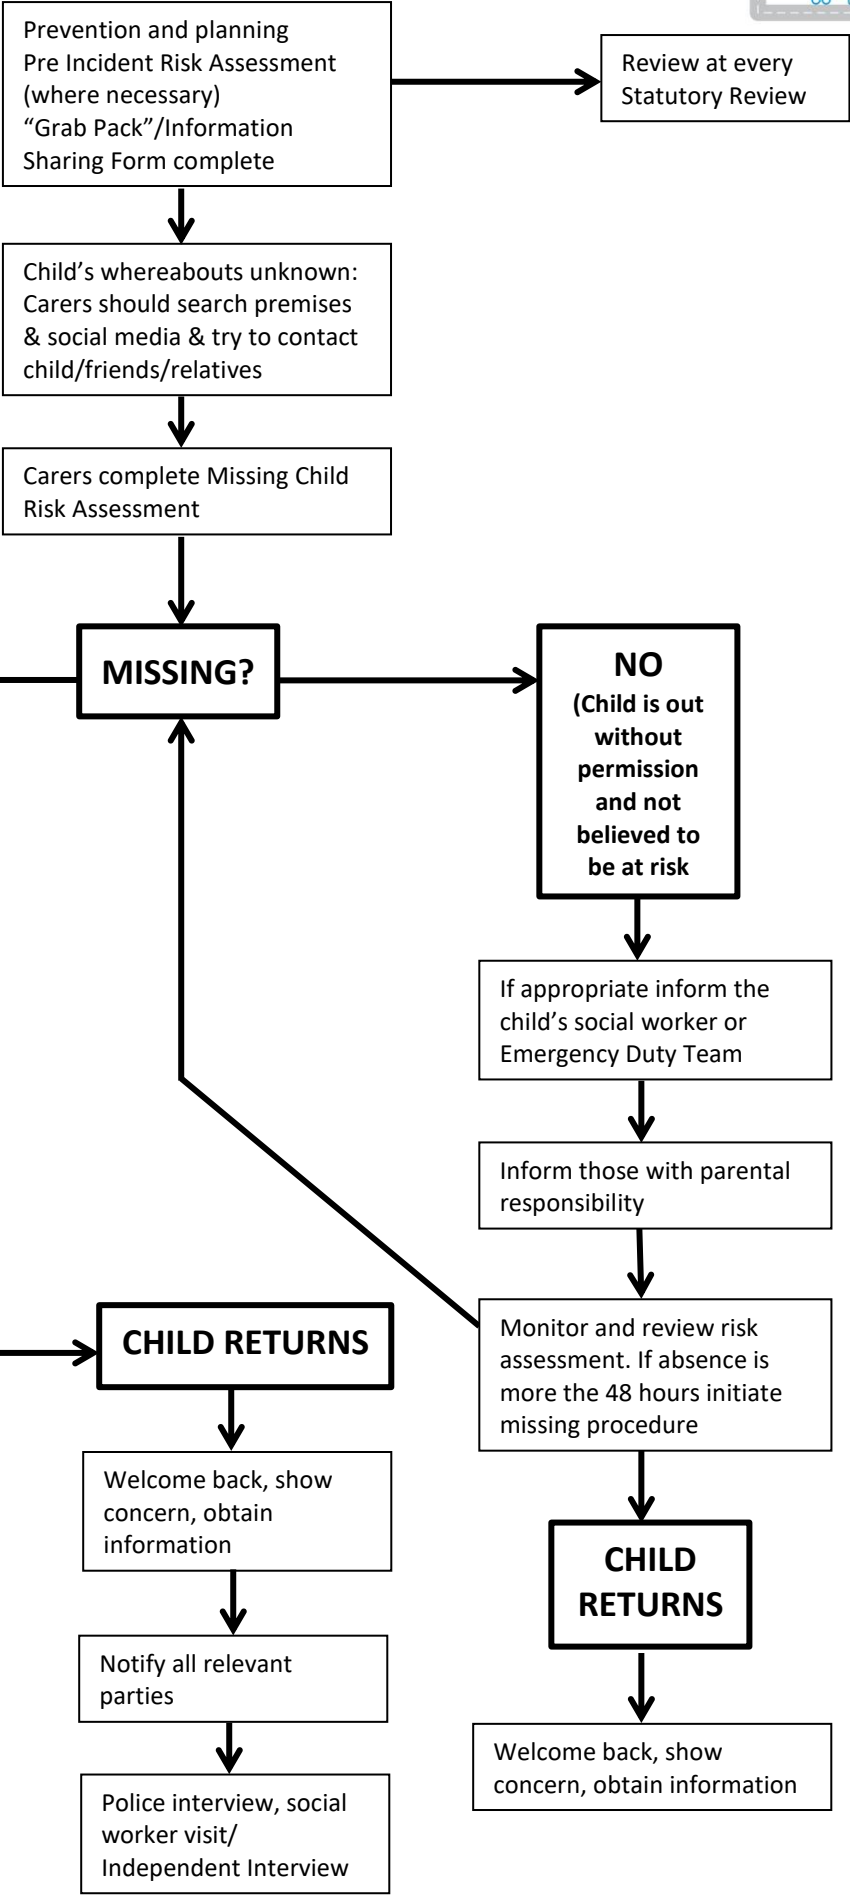 Prevention and planning
Pre Incident Risk Assessment
(where necessary)
“Grab Pack”/Information
Sharing Form complete
Review at every
Statutory Review
Child’s whereabouts unknown:
Carers should search premises
& social media & try to contact
child/friends/relatives
Carers complete Missing Child
Risk Assessment
MISSING?
NO
(Child is out
without
permission
and not
believed to
be at risk
If appropriate inform the
child’s social worker or
Emergency Duty Team
Inform those with parental
responsibility
Monitor and review risk
assessment. If absence is
more the 48 hours initiate
missing procedure
CHILD RETURNS
Welcome back, show
concern, obtain
information
Notify all relevant
parties
Police interview, social
worker visit/
Independent Interview
CHILD
RETURNS
Welcome back, show
concern, obtain information